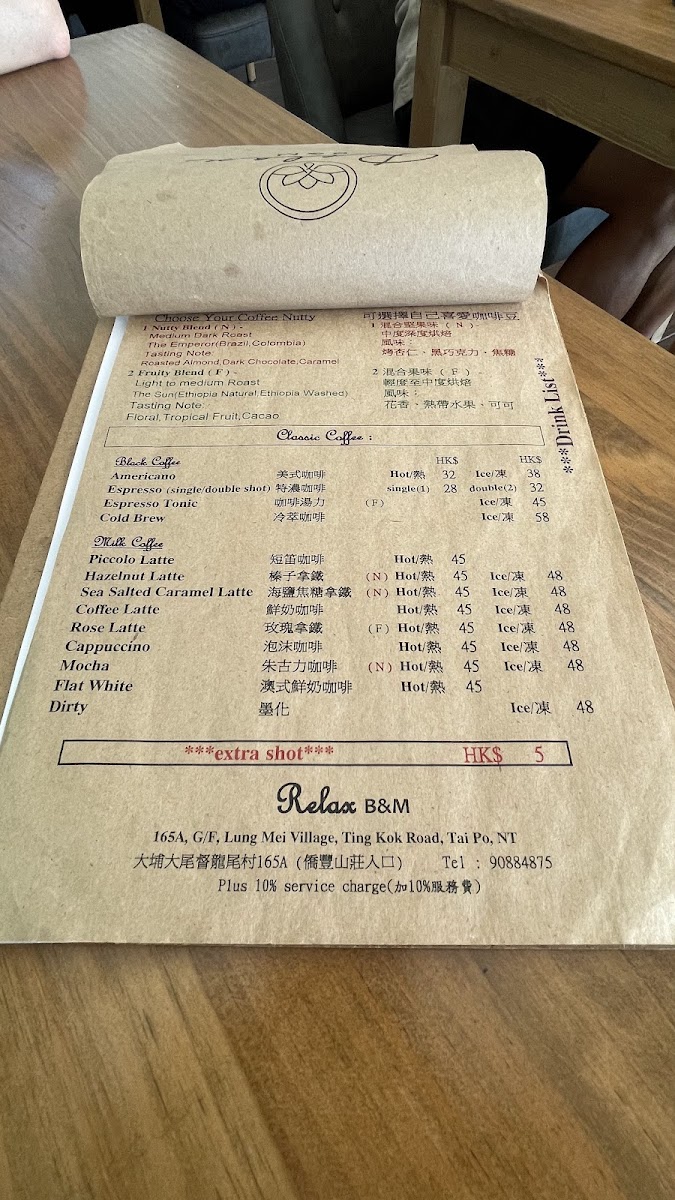 Relax
Choose Your Coffee Nutty 可選擇自己喜愛咖啡豆
1 Nutty Blend ( N ) - 1 混合堅果味 ( N ) -
Medium Dark Roast 中度深度烘焙
The Emperor(Brazil,Colombia) 風味：
Tasting Note: 烤杏仁、黑巧克力、焦糖
Roasted Almond,Dark Chocolate,Caramel
2 Fruity Blend ( F ) - 2 混合果味 ( F ) -
Light to medium Roast 輕度至中度烘焙
The Sun(Ethiopia Natural,Ethiopia Washed) 風味：
Tasting Note: 花香、熱帶水果、可可
Floral,Tropical Fruit,Cacao
***Drink List***
Classic Coffee :
Black Coffee HK$ HK$
Americano 美式咖啡 Hot/熱 32 Ice/凍 38
Espresso (single/double shot) 特濃咖啡 single(1) 28 double(2) 32
Espresso Tonic 咖啡湯力 ( F ) Ice/凍 45
Cold Brew 冷萃咖啡 Ice/凍 58
Milk Coffee
Piccolo Latte 短笛咖啡 Hot/熱 45
Hazelnut Latte 榛子拿鐵 ( N ) Hot/熱 45 Ice/凍 48
Sea Salted Caramel Latte 海鹽焦糖拿鐵 ( N ) Hot/熱 45 Ice/凍 48
Coffee Latte 鮮奶咖啡 Hot/熱 45 Ice/凍 48
Rose Latte 玫瑰拿鐵 ( F ) Hot/熱 45 Ice/凍 48
Cappuccino 泡沫咖啡 Hot/熱 45 Ice/凍 48
Mocha 朱古力咖啡 ( N ) Hot/熱 45 Ice/凍 48
Flat White 澳式鮮奶咖啡 Hot/熱 45
Dirty 墨化 Ice/凍 48
***extra shot*** HK$ 5
Relax B&M
165A, G/F, Lung Mei Village, Ting Kok Road, Tai Po, NT
大埔大尾督龍尾村165A (僑豐山莊入口) Tel : 90884875
Plus 10% service charge(加10%服務費)